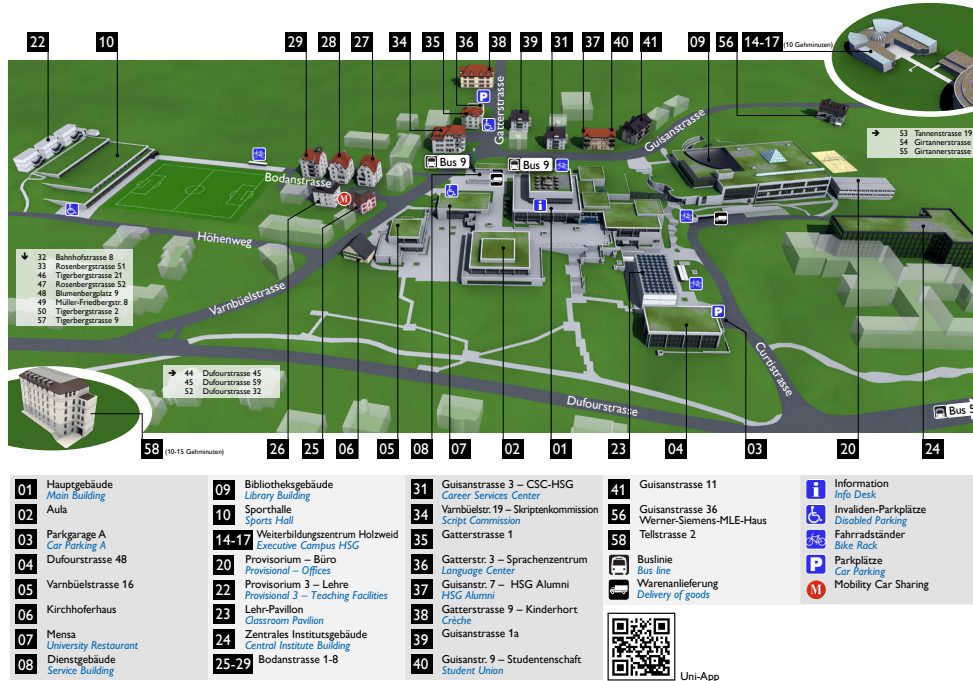 22
10
29
28
27
34
35
36
38
39
31
37
40
41
09
56
14-17 (10 Gehminuten)
Gatterstrasse
Guisanstrasse
→ 53 Tannenstrasse 19
54 Girtannerstrasse
55 Girtannerstrasse
Bus 9
Bus 9
Bodanstrasse
M
P
i
Höhenweg
↓ 32 Bahnhofstrasse 8
33 Rosenbergstrasse 51
46 Tigerbergstrasse 21
47 Rosenbergstrasse 52
48 Blumenbergplatz 9
49 Müller-Friedbergstr. 8
50 Tigerbergstrasse 2
57 Tigerbergstrasse 9
Varnbüelstrasse
P
Curtistrasse
→ 44 Dufourstrasse 45
45 Dufourstrasse 59
52 Dufourstrasse 32
Dufourstrasse
Bus 5
58 (10-15 Gehminuten)
26
25
06
05
08
07
02
01
23
04
03
20
24
01 Hauptgebäude
Main Building
02 Aula
03 Parkgarage A
Car Parking A
04 Dufourstrasse 48
05 Varnbüelstrasse 16
06 Kirchhoferhaus
07 Mensa
University Restaurant
08 Dienstgebäude
Service Building
09 Bibliotheksgebäude
Library Building
10 Sporthalle
Sports Hall
14-17 Weiterbildungszentrum Holzweid
Executive Campus HSG
20 Provisorium – Büro
Provisional – Offices
22 Provisorium 3 – Lehre
Provisional 3 – Teaching Facilities
23 Lehr-Pavillon
Classroom Pavilion
24 Zentrales Institutsgebäude
Central Institute Building
25-29 Bodanstrasse 1-8
31 Guisanstrasse 3 – CSC-HSG
Career Services Center
34 Varnbüelstr. 19 – Skriptenkommission
Script Commission
35 Gatterstrasse 1
36 Gatterstr. 3 – Sprachenzentrum
Language Center
37 Guisanstr. 7 – HSG Alumni
HSG Alumni
38 Gatterstrasse 9 – Kinderhort
Crèche
39 Guisanstrasse 1a
40 Guisanstr. 9 – Studentenschaft
Student Union
41 Guisanstrasse 11
56 Guisanstrasse 36
Werner-Siemens-MLE-Haus
58 Tellstrasse 2
Buslinie
Bus line
Warenanlieferung
Delivery of goods
Uni-App
i Information
Info Desk
Invaliden-Parkplätze
Disabled Parking
Fahrradständer
Bike Rack
P Parkplätze
Car Parking
M Mobility Car Sharing